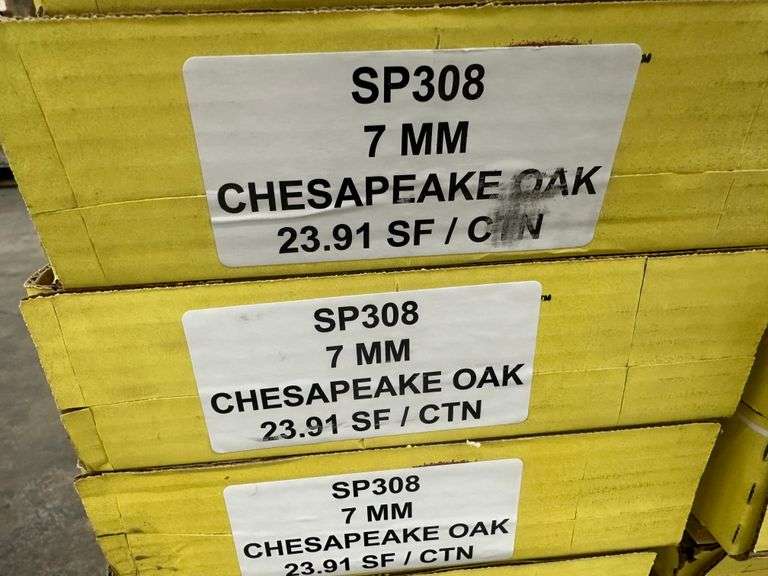 SP308
7 MM
CHESAPEAKE OAK
23.91 SF / CTN
SP308
7 MM
CHESAPEAKE OAK
23.91 SF / CTN
SP308
7 MM
CHESAPEAKE OAK
23.91 SF / CTN